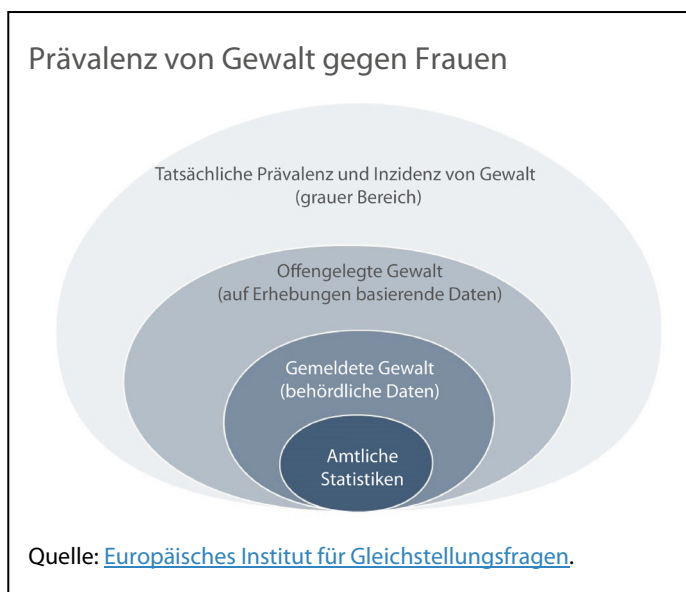 Prävalenz von Gewalt gegen Frauen
Tatsächliche Prävalenz und Inzidenz von Gewalt
(grauer Bereich)
Offengelegte Gewalt
(auf Erhebungen basierende Daten)
Gemeldete Gewalt
(behördliche Daten)
Amtliche
Statistiken
Quelle: Europäisches Institut für Gleichstellungsfragen.